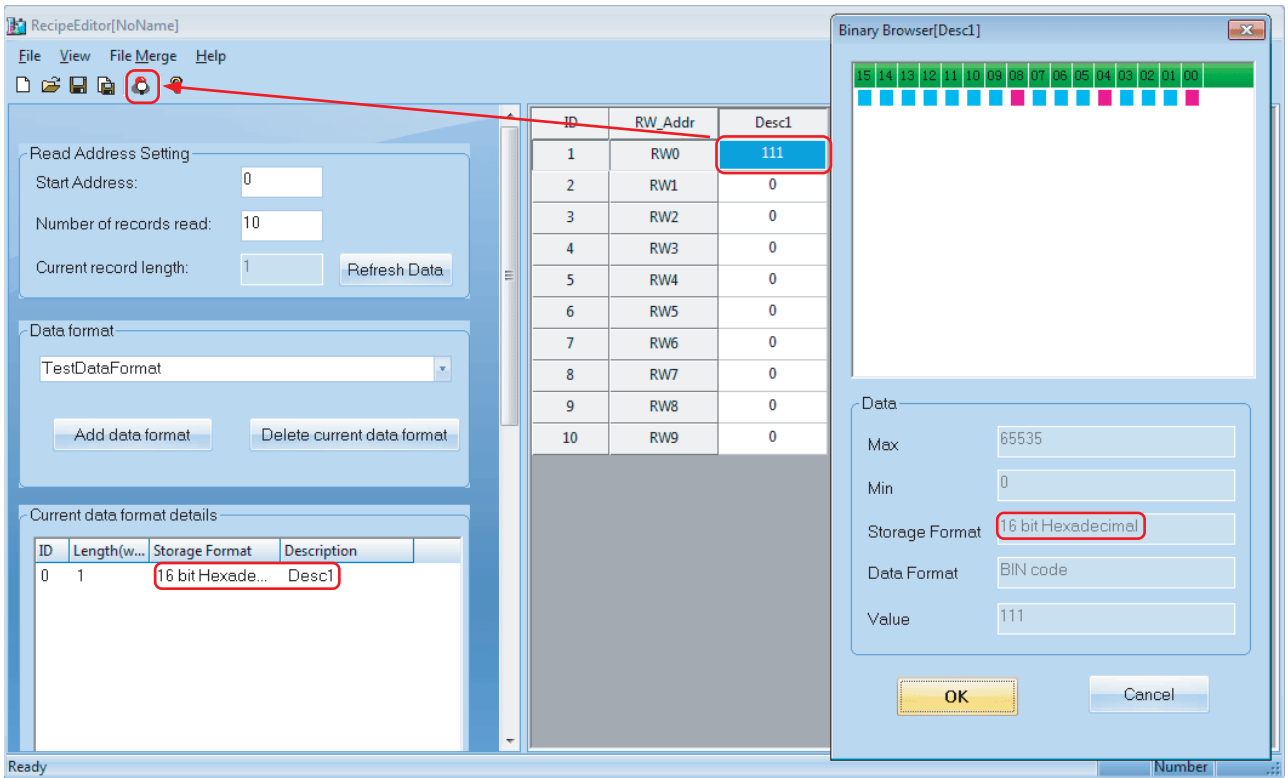 RecipeEditor[NoName]
File View File Merge Help
Read Address Setting
Start Address: 0
Number of records read: 10
Current record length: 1 Refresh Data
Data format
TestDataFormat
Add data format Delete current data format
Current data format details
ID Length(w... Storage Format Description
0 1 16 bit Hexade... Desc1
ID RW_Addr Desc1
1 RW0 111
2 RW1 0
3 RW2 0
4 RW3 0
5 RW4 0
6 RW5 0
7 RW6 0
8 RW7 0
9 RW8 0
10 RW9 0
Binary Browser[Desc1]
15 14 13 12 11 10 09 08 07 06 05 04 03 02 01 00
Data
Max 65535
Min 0
Storage Format 16 bit Hexadecimal
Data Format BIN code
Value 111
OK Cancel
Ready Number